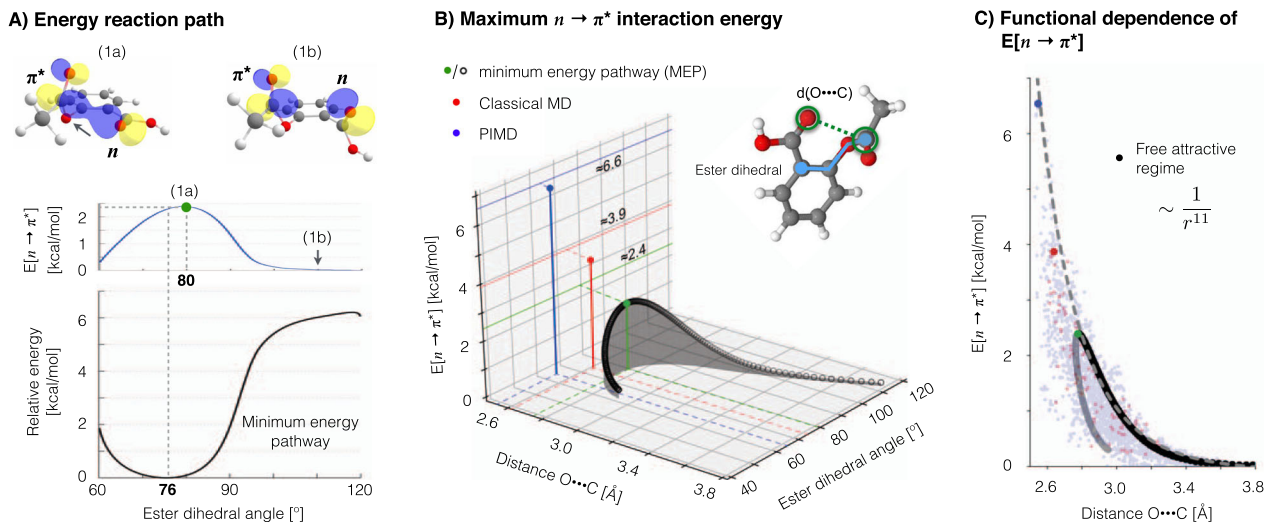 A) Energy reaction path
(1a)
(1b)
π*
n
π*
n
(1a)
(1b)
E[n → π*]
[kcal/mol]
2
1
0
80
Relative energy
[kcal/mol]
6
4
2
0
Minimum energy
pathway
60
76
90
120
Ester dihedral angle [°]
B) Maximum n → π* interaction energy
●/○ minimum energy pathway (MEP)
Classical MD
PIMD
d(O•••C)
Ester dihedral
≈6.6
≈3.9
≈2.4
E[n → π*] [kcal/mol]
6
4
2
0
2.6
3.0
3.4
3.8
Distance O•••C [Å]
40
60
80
100
120
Ester dihedral angle [°]
C) Functional dependence of
E[n → π*]
Free attractive
regime
~ 1/r¹¹
E[n → π*] [kcal/mol]
6
4
2
0
2.6
3.0
3.4
3.8
Distance O•••C [Å]